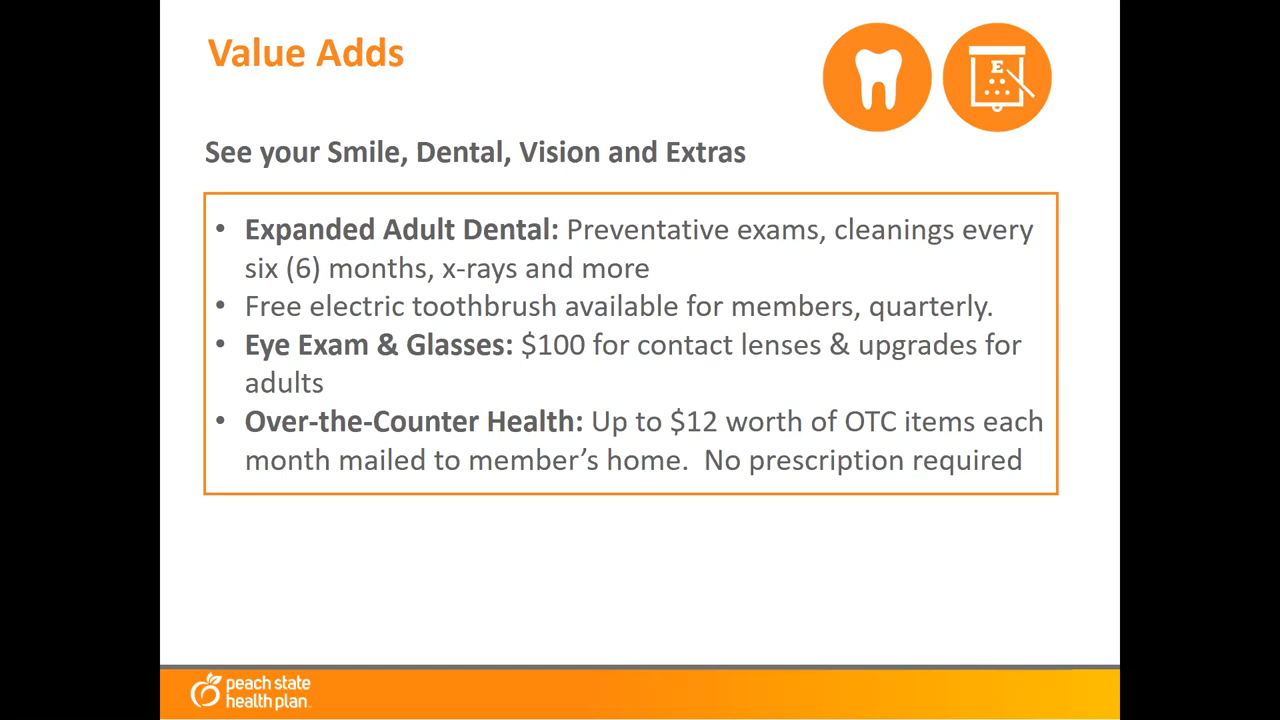 Value Adds
E
See your Smile, Dental, Vision and Extras
• Expanded Adult Dental: Preventative exams, cleanings every
six (6) months, x-rays and more
• Free electric toothbrush available for members, quarterly.
• Eye Exam & Glasses: $100 for contact lenses & upgrades for
adults
• Over-the-Counter Health: Up to $12 worth of OTC items each
month mailed to member’s home.  No prescription required
peach state
health plan.